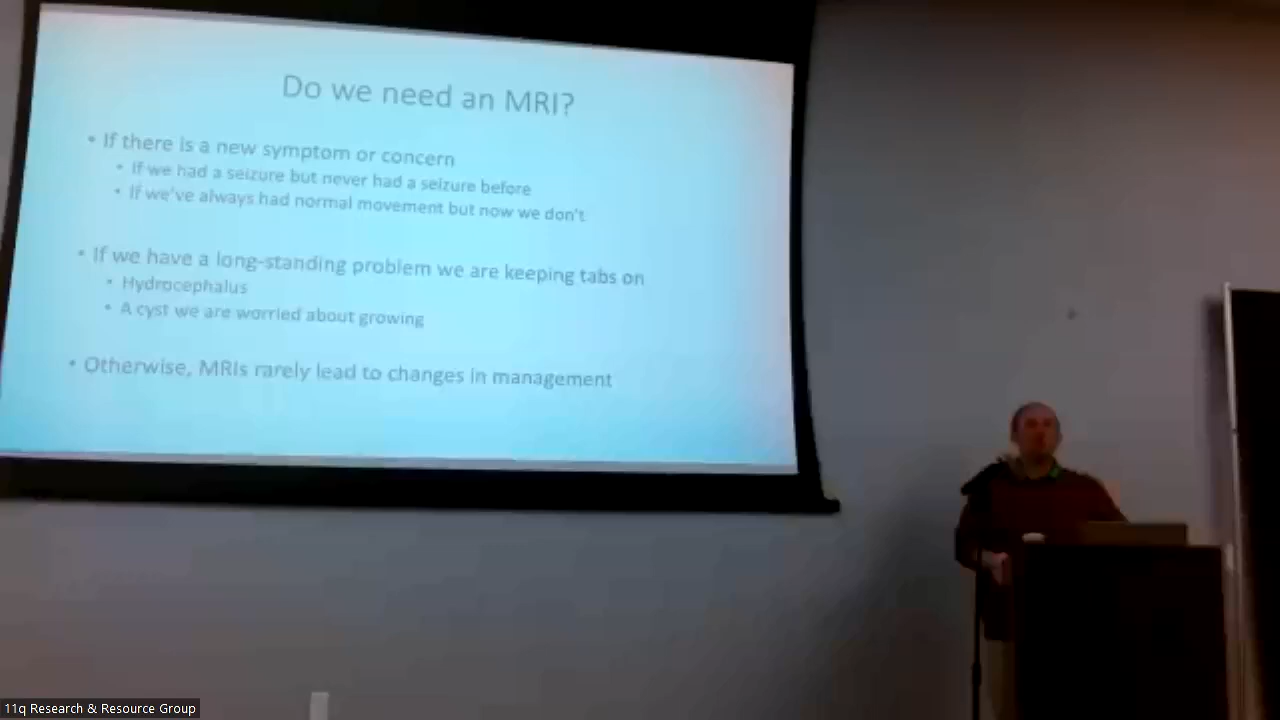 Do we need an MRI?
• If there is a new symptom or concern
• If we had a seizure but never had a seizure before
• If we've always had normal movement but now we don't
• If we have a long-standing problem we are keeping tabs on
• Hydrocephalus
• A cyst we are worried about growing
• Otherwise, MRIs rarely lead to changes in management
11q Research & Resource Group